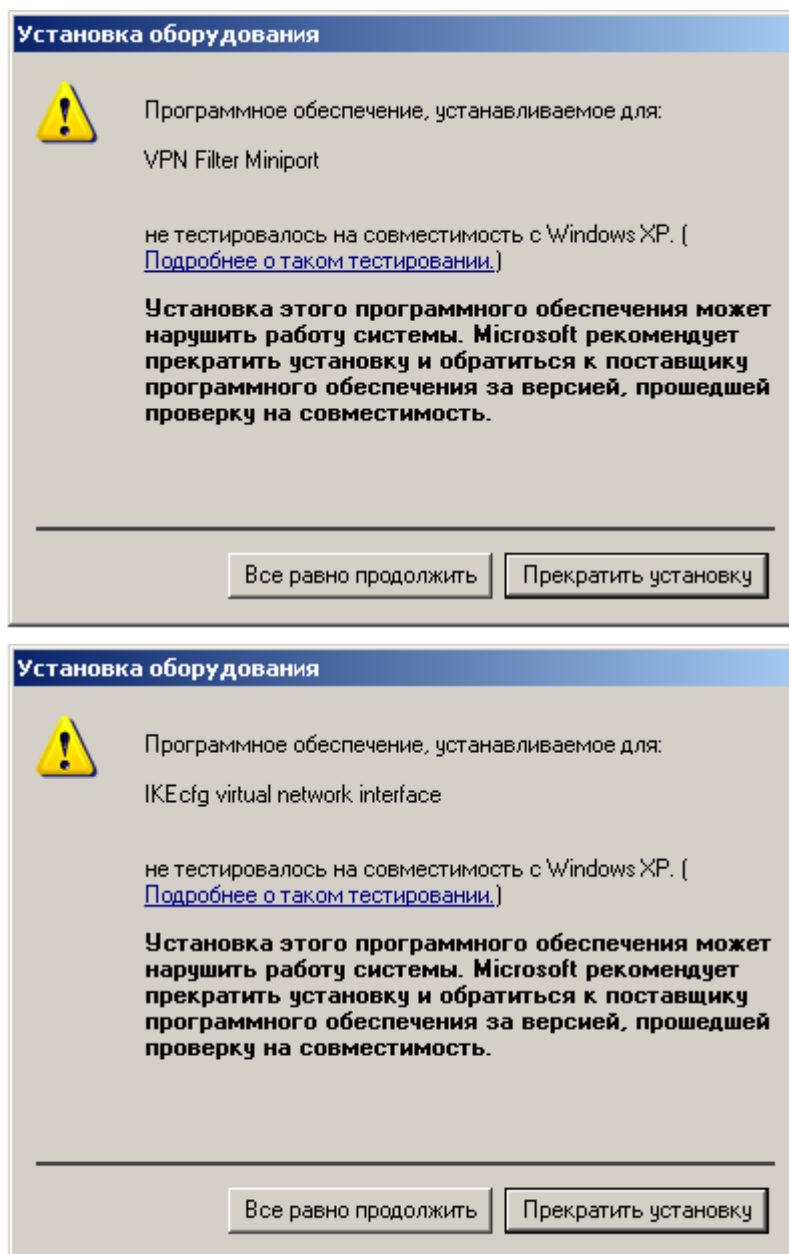 Установка оборудования
Программное обеспечение, устанавливаемое для:
VPN Filter Miniport
не тестировалось на совместимость с Windows XP. (
Подробнее о таком тестировании.)
Установка этого программного обеспечения может
нарушить работу системы. Microsoft рекомендует
прекратить установку и обратиться к поставщику
программного обеспечения за версией, прошедшей
проверку на совместимость.
Все равно продолжить
Прекратить установку
Установка оборудования
Программное обеспечение, устанавливаемое для:
IKEcfg virtual network interface
не тестировалось на совместимость с Windows XP. (
Подробнее о таком тестировании.)
Установка этого программного обеспечения может
нарушить работу системы. Microsoft рекомендует
прекратить установку и обратиться к поставщику
программного обеспечения за версией, прошедшей
проверку на совместимость.
Все равно продолжить
Прекратить установку